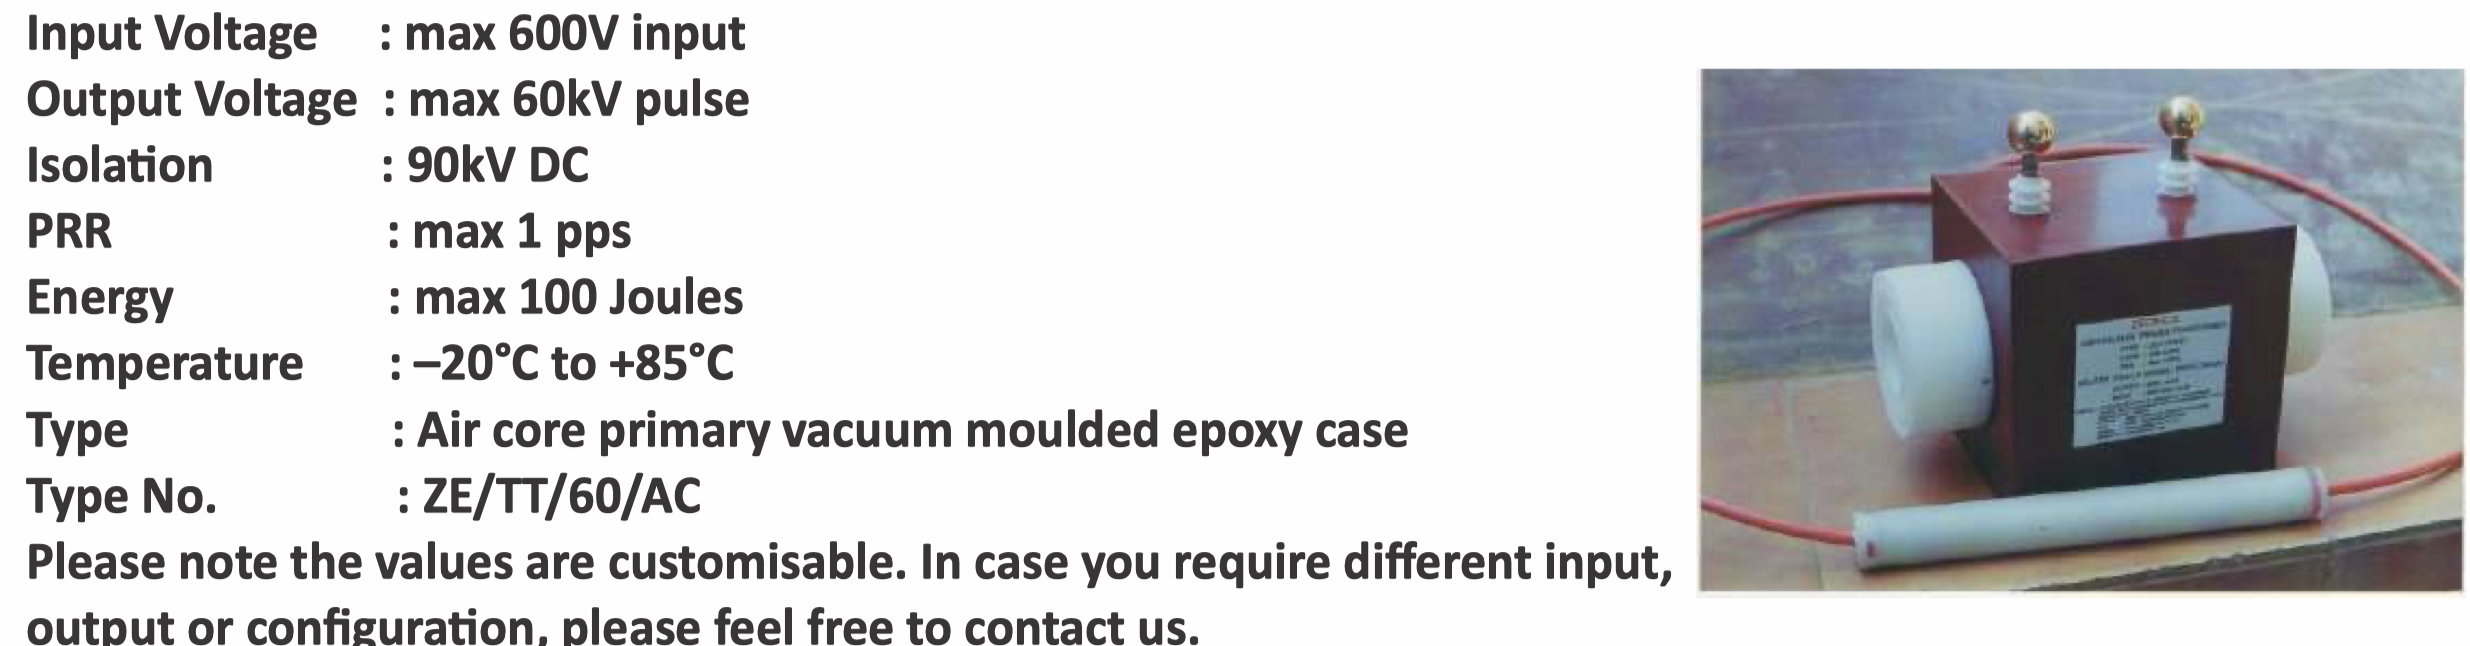 Input Voltage : max 600V input
Output Voltage : max 60kV pulse
Isolation : 90kV DC
PRR : max 1 pps
Energy : max 100 Joules
Temperature : –20°C to +85°C
Type : Air core primary vacuum moulded epoxy case
Type No. : ZE/TT/60/AC
Please note the values are customisable. In case you require different input,
output or configuration, please feel free to contact us.